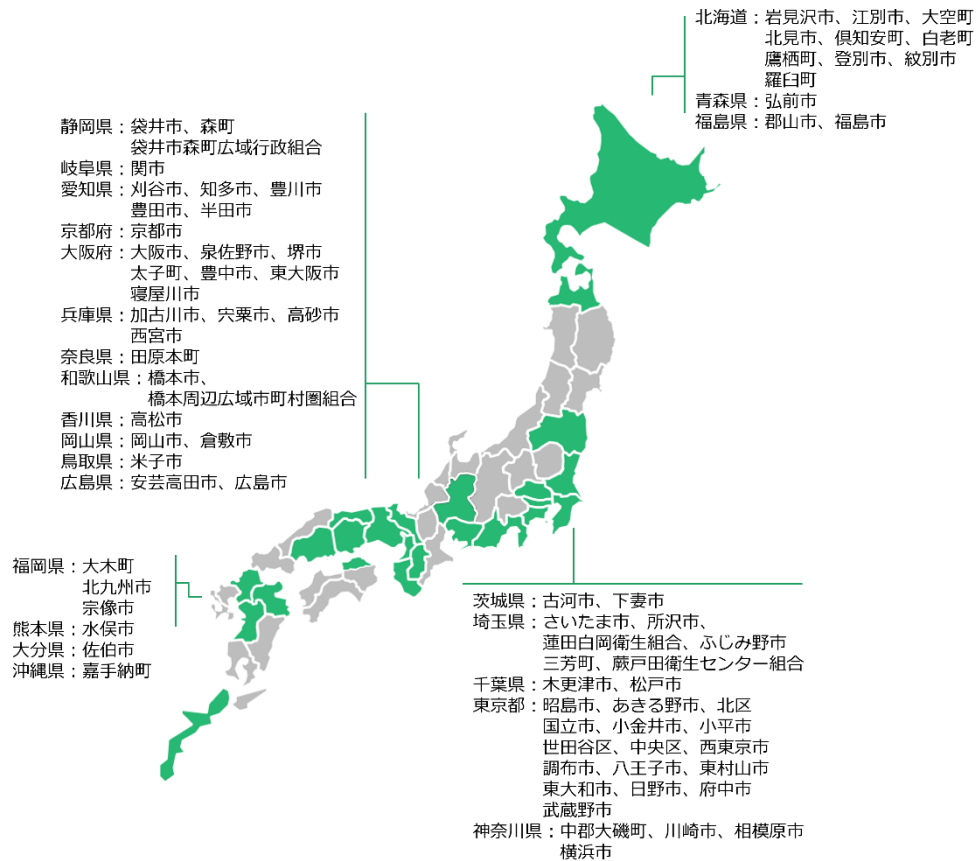 北海道：岩見沢市、江別市、大空町
北見市、倶知安町、白老町
鷹栖町、登別市、紋別市
羅臼町
青森県：弘前市
福島県：郡山市、福島市
静岡県：袋井市、森町
袋井市森町広域行政組合
岐阜県：関市
愛知県：刈谷市、知多市、豊川市
豊田市、半田市
京都府：京都市
大阪府：大阪市、泉佐野市、堺市
太子町、豊中市、東大阪市
寝屋川市
兵庫県：加古川市、宍粟市、高砂市
西宮市
奈良県：田原本町
和歌山県：橋本市、
橋本周辺広域市町村圏組合
香川県：高松市
岡山県：岡山市、倉敷市
鳥取県：米子市
広島県：安芸高田市、広島市
福岡県：大木町
北九州市
宗像市
熊本県：水俣市
大分県：佐伯市
沖縄県：嘉手納町
茨城県：古河市、下妻市
埼玉県：さいたま市、所沢市、
蓮田白岡衛生組合、ふじみ野市
三芳町、蕨戸田衛生センター組合
千葉県：木更津市、松戸市
東京都：昭島市、あきる野市、北区
国立市、小金井市、小平市
世田谷区、中央区、西東京市
調布市、八王子市、東村山市
東大和市、日野市、府中市
武蔵野市
神奈川県：中郡大磯町、川崎市、相模原市
横浜市